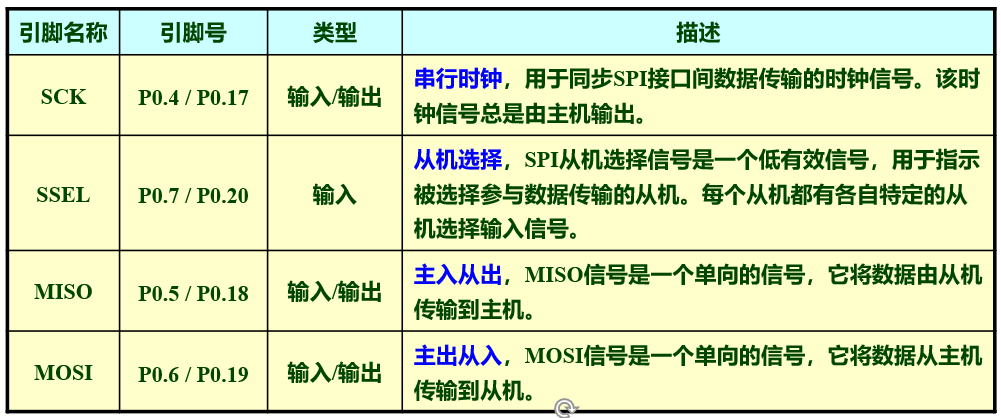 引脚名称 引脚号 类型 描述
SCK P0.4 / P0.17 输入/输出 串行时钟，用于同步SPI接口间数据传输的时钟信号。该时
钟信号总是由主机输出。
SSEL P0.7 / P0.20 输入 从机选择，SPI从机选择信号是一个低有效信号，用于指示
被选择参与数据传输的从机。每个从机都有各自特定的从
机选择输入信号。
MISO P0.5 / P0.18 输入/输出 主入从出，MISO信号是一个单向的信号，它将数据由从机
传输到主机。
MOSI P0.6 / P0.19 输入/输出 主出从入，MOSI信号是一个单向的信号，它将数据从主机
传输到从机。